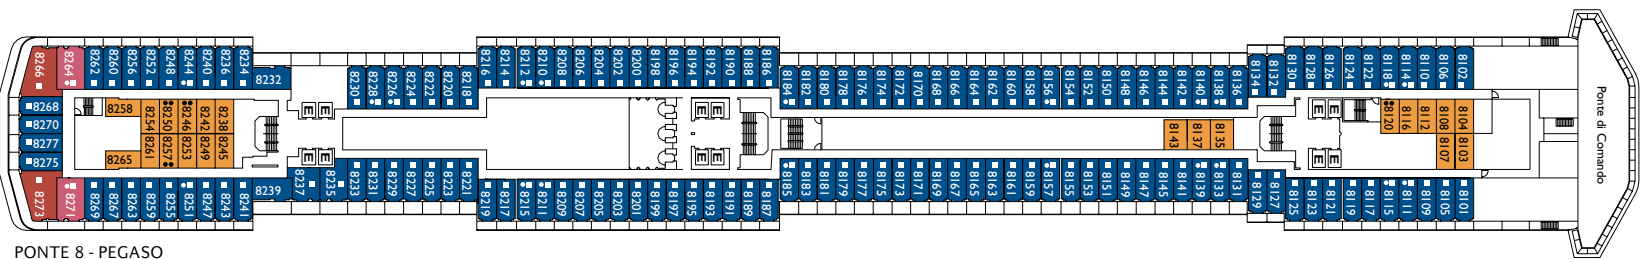 8266 8264 8262 8260 8256 8252 8248 8244 8240 8236 8234
8232
8230 8228 8226 8224 8222 8220 8218
8216 8214 8212 8210 8208 8206 8204 8202 8200 8198 8196 8194 8192 8190 8188 8186
8184 8182 8180 8178 8176 8174 8172 8170 8168 8166 8164 8162 8160 8158 8156 8154 8152 8150 8148 8146 8144 8142 8140 8138 8136
8134 8132
8130 8128 8126 8124 8122 8118 8114 8110 8106 8102
8268
8270
8277
8275
8258
8254 8250 8246 8242 8238
8261 8257 8253 8249 8245
8265
E E
E E
E E
E E
8143 8137 8135
E E
E E
8120 8116 8112 8108 8104
8107 8103
Ponte di Comando
8273 8271 8269 8267 8263 8259 8255 8251 8247 8243 8241
8239
8237 8235 8233 8231 8229 8227 8225 8223 8221
8219 8217 8215 8211 8209 8207 8205 8203 8201 8199 8197 8195 8193 8191 8189 8187
8185 8183 8181 8179 8177 8175 8173 8171 8169 8167 8165 8163 8161 8159 8157 8155 8153 8151 8149 8147 8145 8141 8139 8133 8131
8129 8127
8125 8123 8121 8119 8117 8115 8111 8109 8105 8101
PONTE 8 - PEGASO